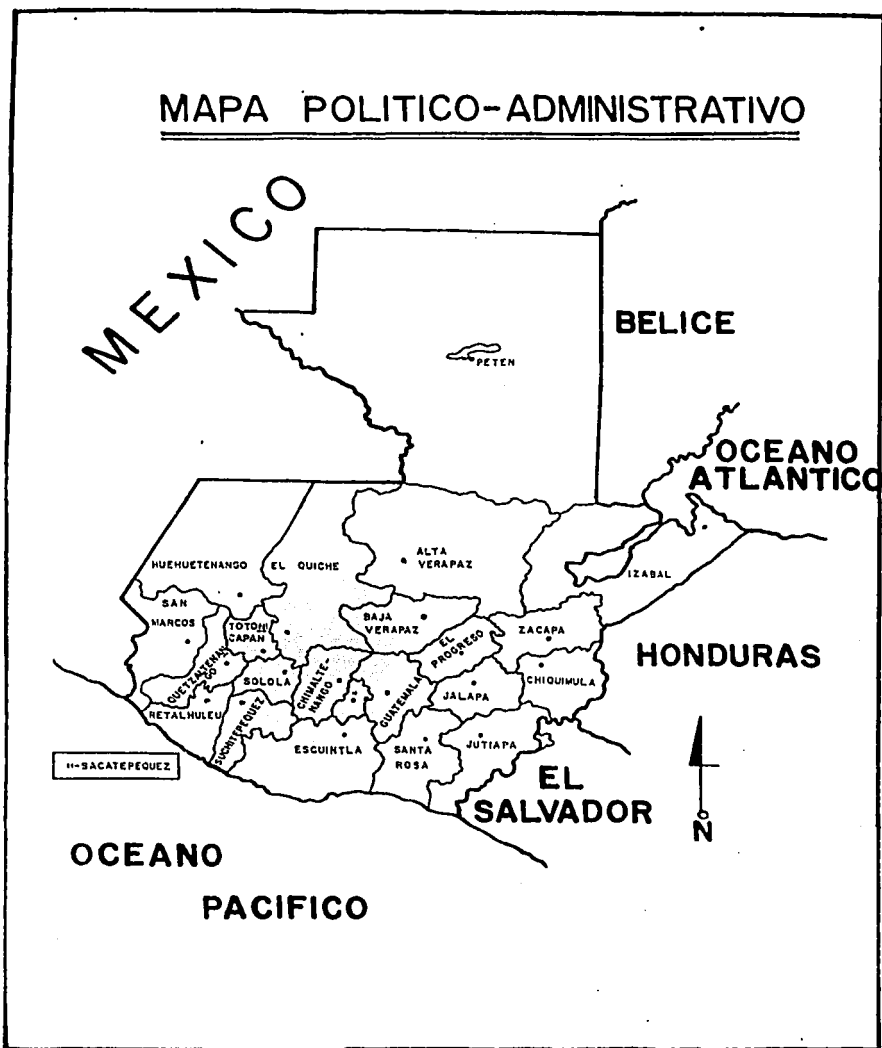 MAPA POLITICO-ADMINISTRATIVO
MEXICO
BELICE
PETEN
OCEANO
ATLANTICO
HUEHUETENANGO
EL QUICHE
ALTA
VERAPAZ
IZABAL
SAN
MARCOS
TOTONI
CAPAN
BAJA
VERAPAZ
EL
PROGRESO
ZACAPA
HONDURAS
QUETZALTENAN
GO
SOLOLA
CHIMALTE-
NANGO
GUATEMALA
JALAPA
CHIQUIMULA
RETALHULEU
SUCHITEPEQUEZ
ESCUINTLA
SANTA
ROSA
JUTIAPA
11-SACATEPEQUEZ
EL
SALVADOR
N
OCEANO
PACIFICO